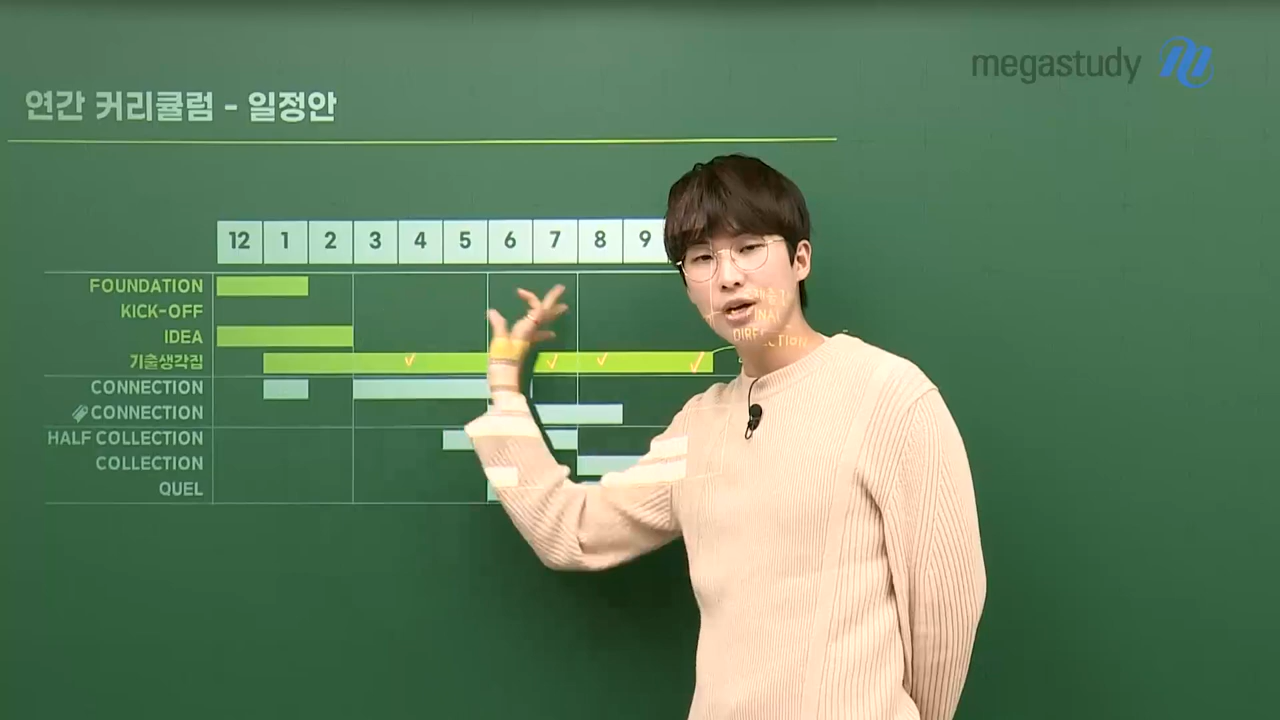 megastudy
연간 커리큘럼 - 일정안
12 1 2 3 4 5 6 7 8 9
FOUNDATION
KICK-OFF
IDEA
기출생각집
CONNECTION
CONNECTION
HALF COLLECTION
COLLECTION
QUEL